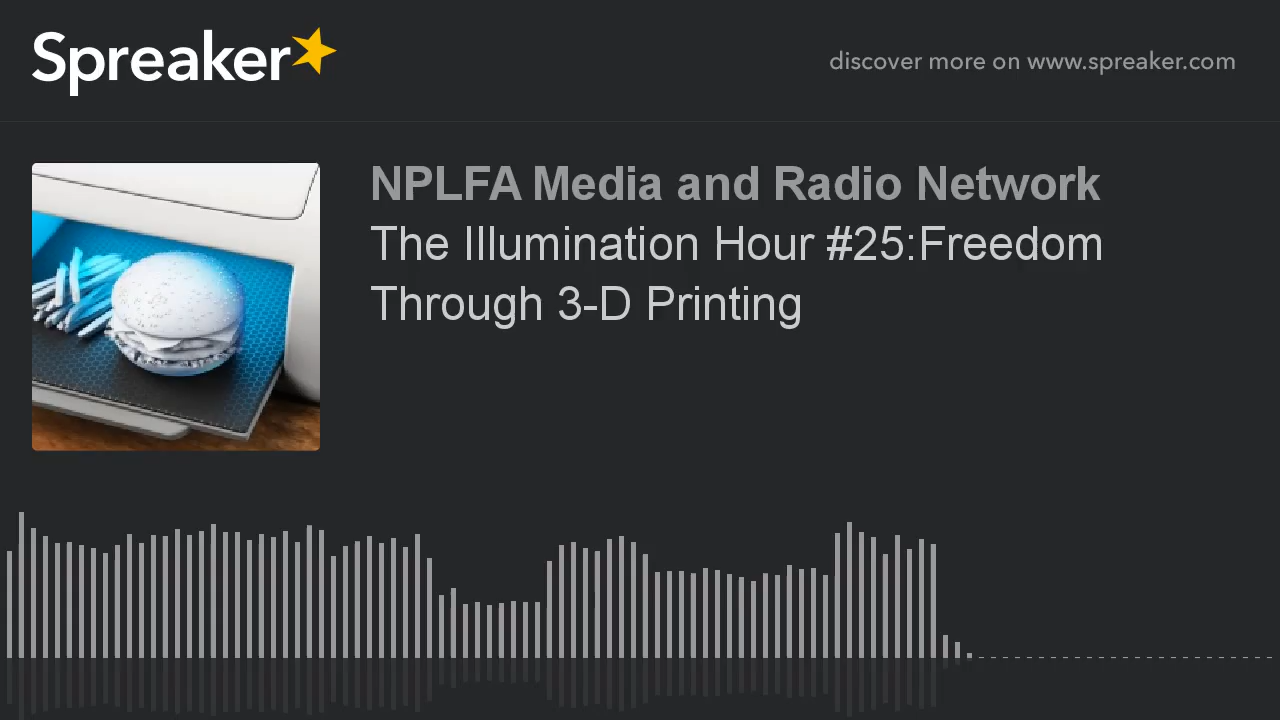 Spreaker
discover more on www.spreaker.com
NPLFA Media and Radio Network
The Illumination Hour #25:Freedom
Through 3-D Printing